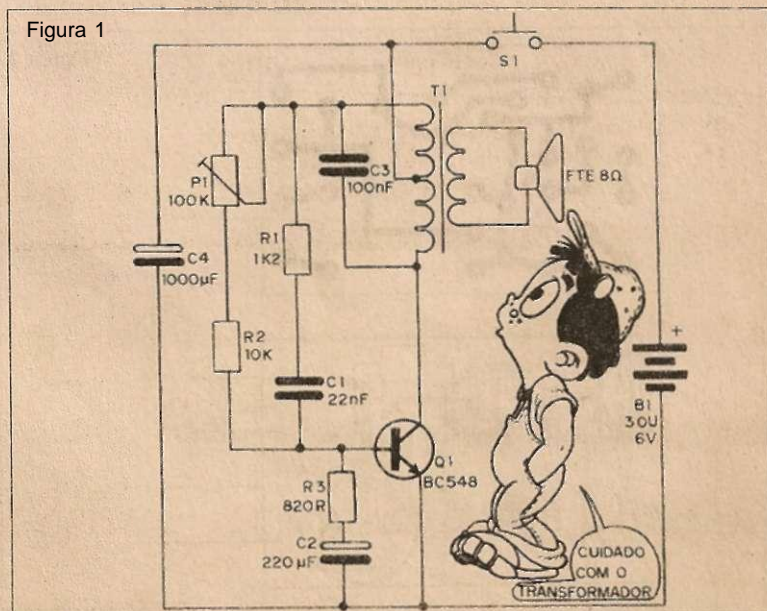 Figura 1
S1
T1
P1
100K
C3
100nF
FTE 8Ω
R1
1K2
C4
1000µF
R2
10K
C1
22nF
+
B1
3OU
6V
Q1
BC548
R3
820R
C2
220µF
CUIDADO
COM O
TRANSFORMADOR